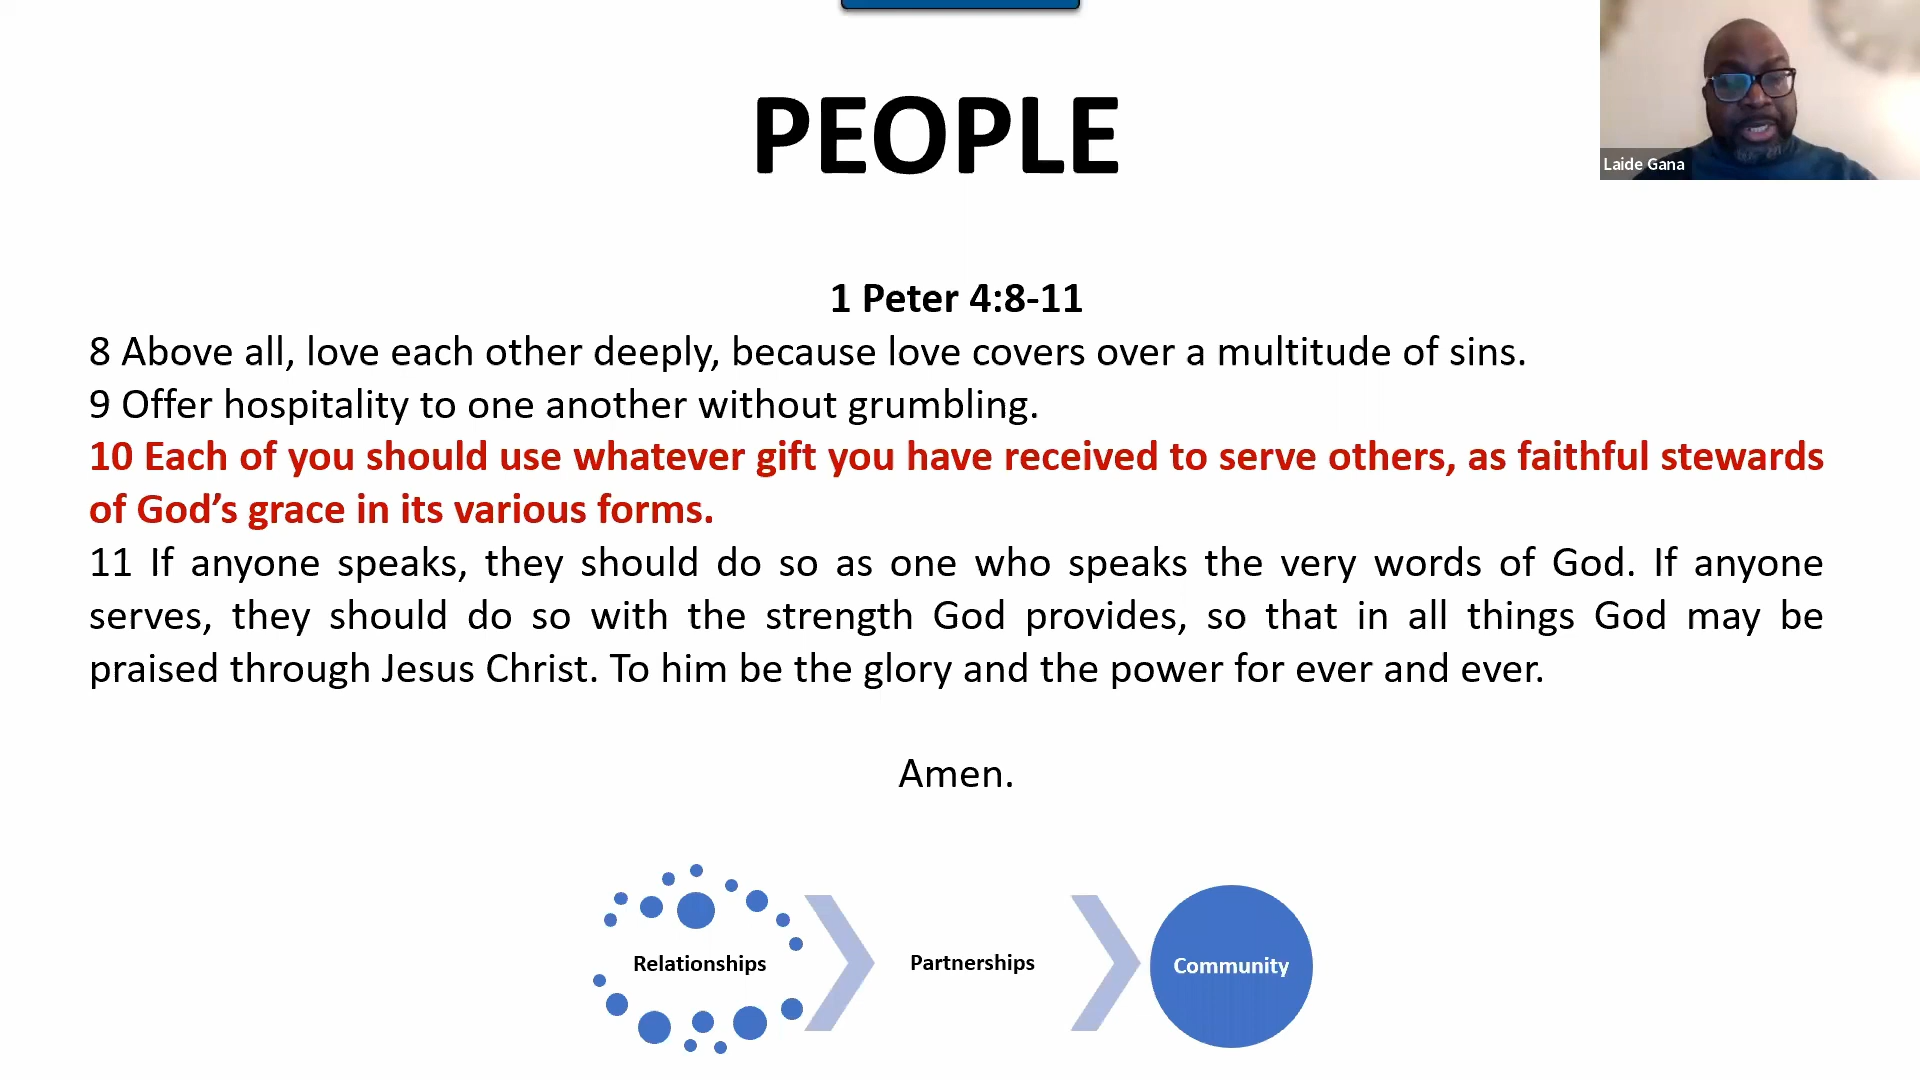 PEOPLE
Laide Gana
1 Peter 4:8-11
8 Above all, love each other deeply, because love covers over a multitude of sins.
9 Offer hospitality to one another without grumbling.
10 Each of you should use whatever gift you have received to serve others, as faithful stewards
of God’s grace in its various forms.
11 If anyone speaks, they should do so as one who speaks the very words of God. If anyone
serves, they should do so with the strength God provides, so that in all things God may be
praised through Jesus Christ. To him be the glory and the power for ever and ever.
Amen.
Relationships
Partnerships
Community